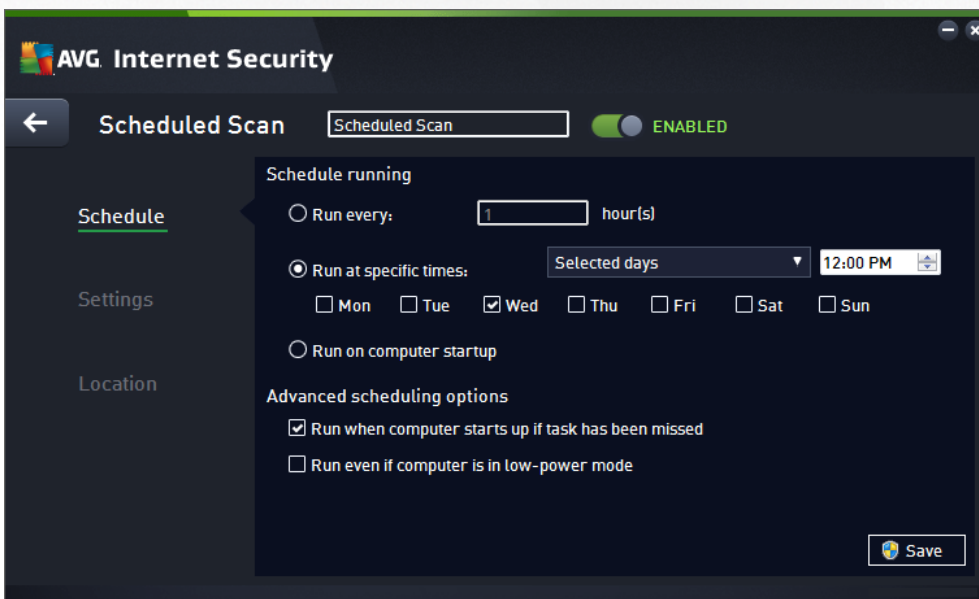 AVG. Internet Security
Scheduled Scan Scheduled Scan ENABLED
Schedule running
Schedule
Run every: 1 hour(s)
Run at specific times: Selected days 12:00 PM
Mon Tue Wed Thu Fri Sat Sun
Settings
Run on computer startup
Location
Advanced scheduling options
Run when computer starts up if task has been missed
Run even if computer is in low-power mode
Save